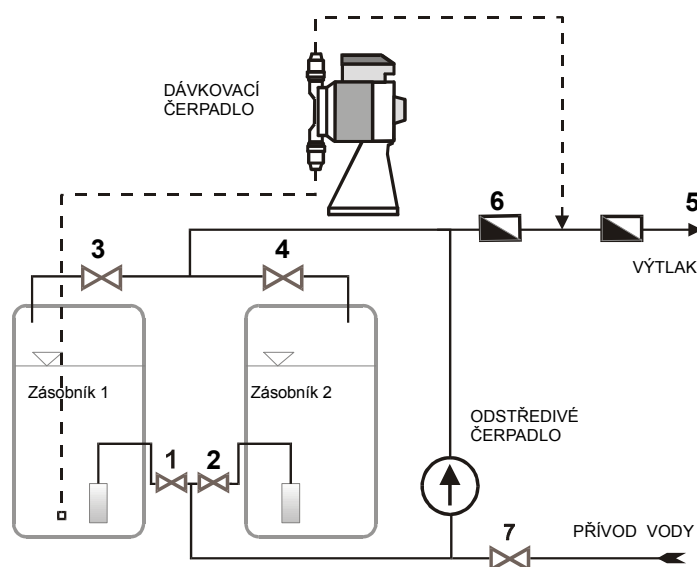 DÁVKOVACÍ
ČERPADLO
6
5
3
4
VÝTLAK
Zásobník 1
Zásobník 2
ODSTŘEDIVÉ
ČERPADLO
1
2
7
PŘÍVOD VODY